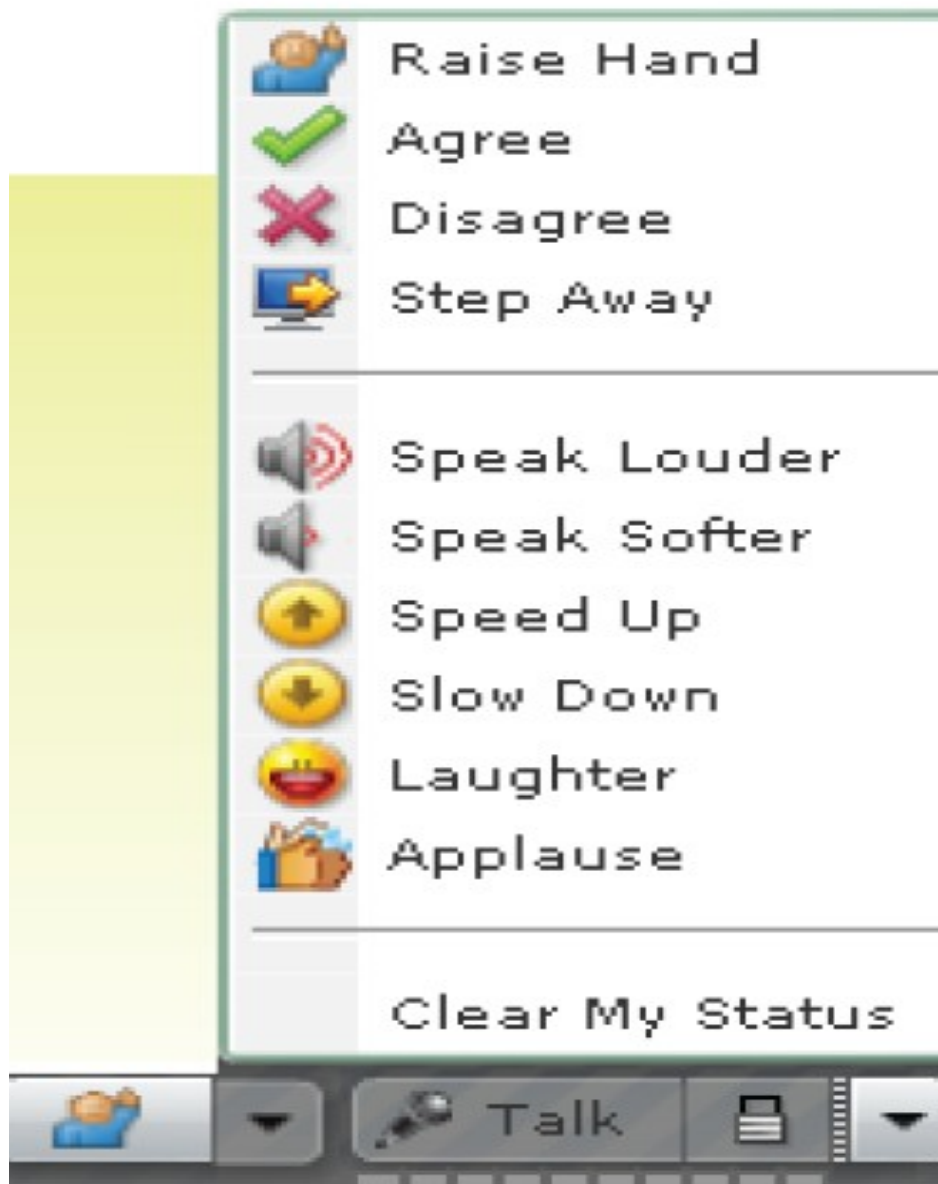 Raise Hand
Agree
Disagree
Step Away
Speak Louder
Speak Softer
Speed Up
Slow Down
Laughter
Applause
Clear My Status
Talk